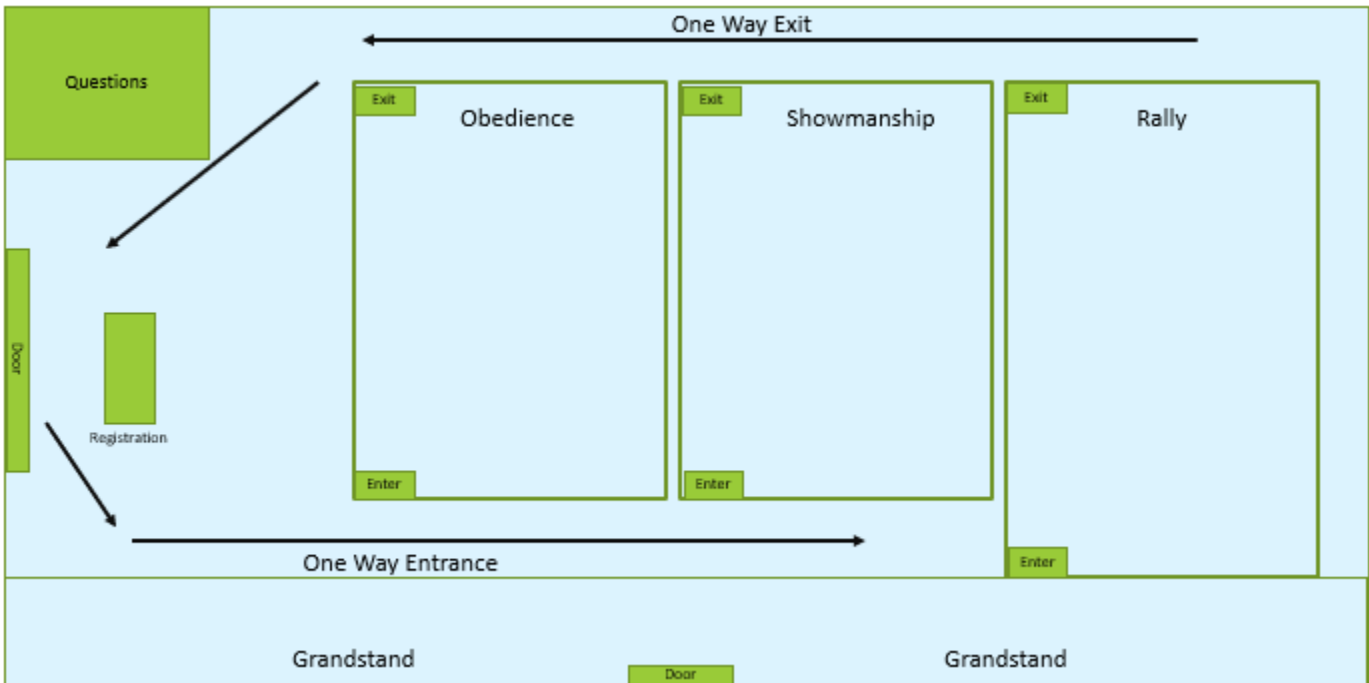 One Way Exit
Questions
Exit
Obedience
Exit
Showmanship
Exit
Rally
Door
Registration
Enter
Enter
Enter
One Way Entrance
Grandstand
Door
Grandstand